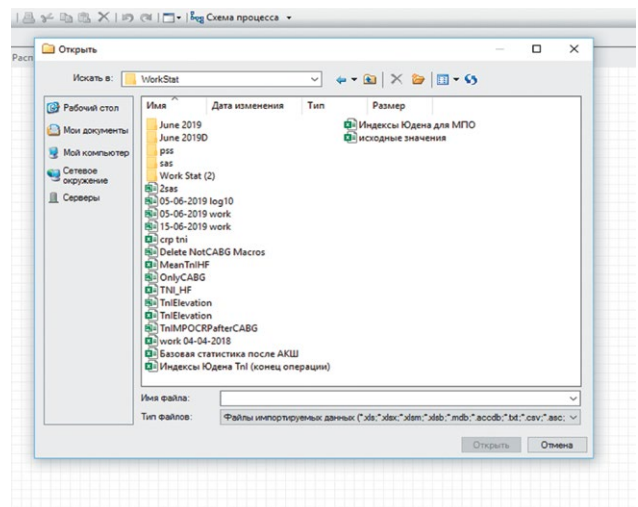 Схема процесса
Расп
Открыть
Искать в:
WorkStat
Рабочий стол
Мои документы
Мой компьютер
Сетевое окружение
Серверы
Имя Дата изменения Тип Размер
June 2019
June 2019D
pss
sas
Work Stat (2)
2sas
05-06-2019 log10
05-06-2019 work
15-06-2019 work
crp tni
Delete NotCABG Macros
MeanTnIHF
OnlyCABG
TNI_HF
TnIElevation
TnIElevation
TnIMPOCRPafterCABG
work 04-04-2018
Базовая статистика после АКШ
Индексы Юдена TnI (конец операции)
Индексы Юдена для МПО
исходные значения
Имя файла:
Тип файлов: Файлы импортируемых данных (*.xls;*.xlsx;*.xlsm;*.xlsb;*.mdb;*.accdb;*.txt;*.csv;*.asc;
Открыть Отмена